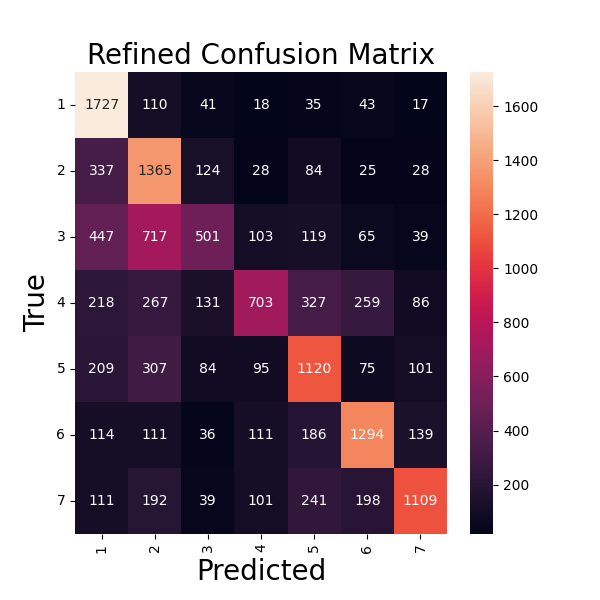 Refined Confusion Matrix
1 1727 110 41 18 35 43 17
2 337 1365 124 28 84 25 28
3 447 717 501 103 119 65 39
4 218 267 131 703 327 259 86
5 209 307 84 95 1120 75 101
6 114 111 36 111 186 1294 139
7 111 192 39 101 241 198 1109
1 2 3 4 5 6 7
True
Predicted
1600
1400
1200
1000
800
600
400
200